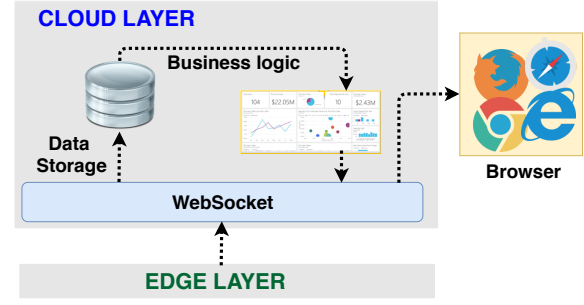 CLOUD LAYER
Business logic
104
$22.05M
10
$2.43M
Data
Storage
Browser
WebSocket
EDGE LAYER